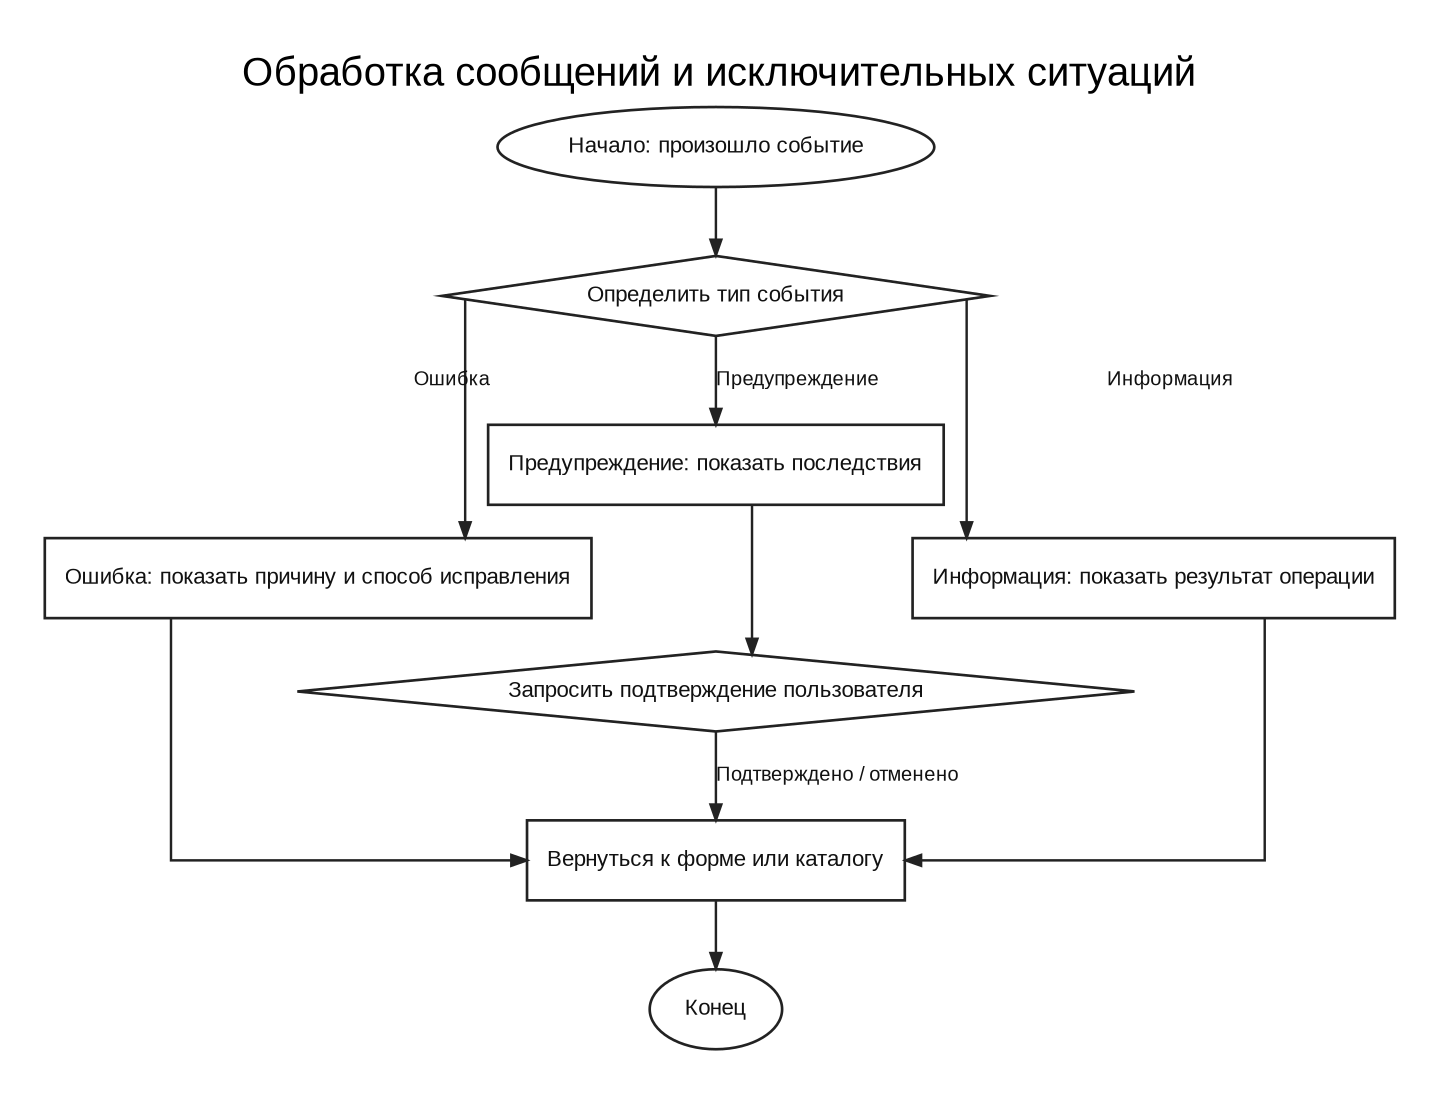 Обработка сообщений и исключительных ситуаций
Начало: произошло событие
Определить тип события
Ошибка
Предупреждение
Информация
Предупреждение: показать последствия
Ошибка: показать причину и способ исправления
Информация: показать результат операции
Запросить подтверждение пользователя
Подтверждено / отменено
Вернуться к форме или каталогу
Конец